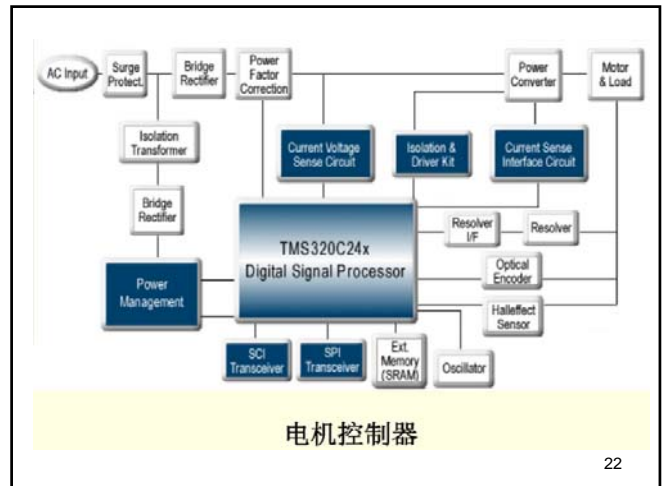 AC Input
Surge
Protect.
Bridge
Rectifier
Power
Factor
Correction
Power
Converter
Motor
& Load
Isolation
Transformer
Current Voltage
Sense Circuit
Isolation &
Driver Kit
Current Sense
Interface Circuit
Bridge
Rectifier
TMS320C24x
Digital Signal Processor
Resolver
I/F
Resolver
Optical
Encoder
Power
Management
Halleffect
Sensor
SCI
Transceiver
SPI
Transceiver
Ext.
Memory
(SRAM)
Oscillator
电机控制器
22